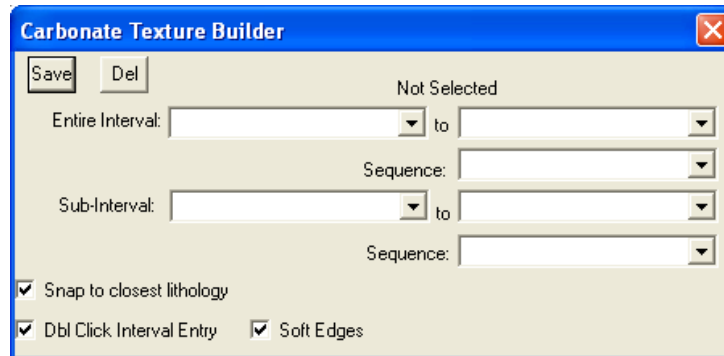 Carbonate Texture Builder
Save Del
Not Selected
Entire Interval: to
Sequence:
Sub-Interval: to
Sequence:
Snap to closest lithology
Dbl Click Interval Entry Soft Edges